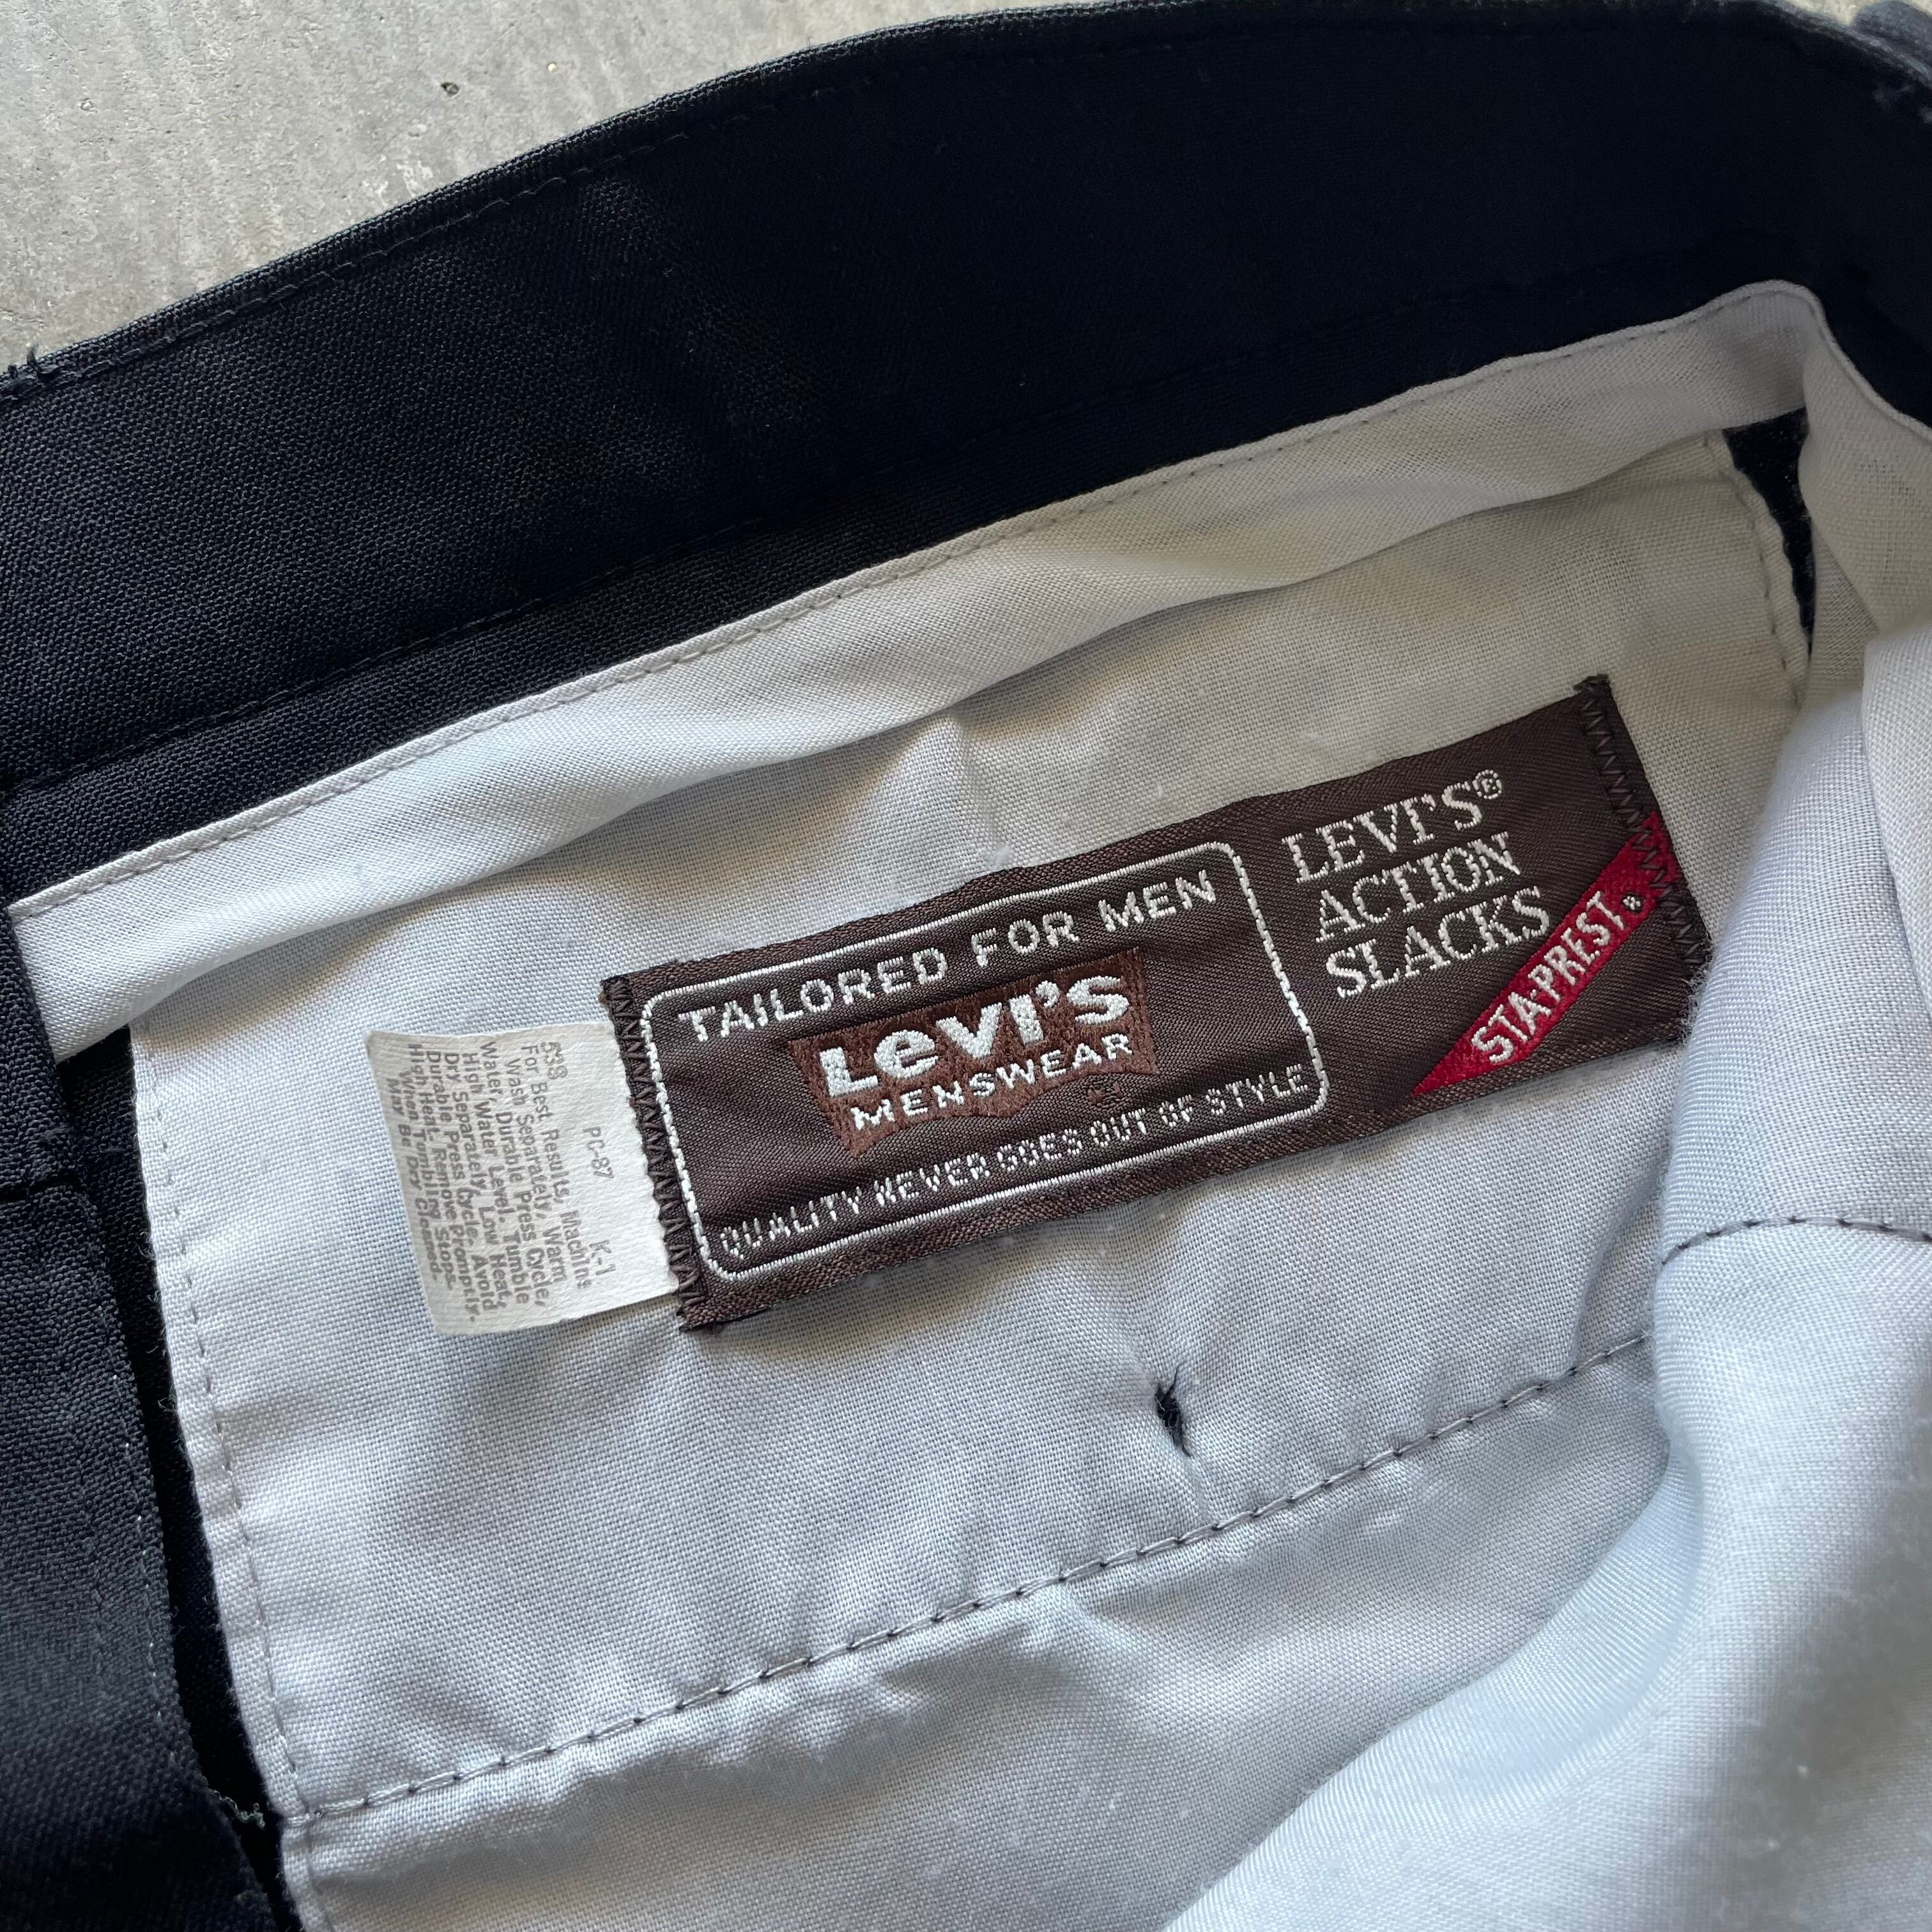 TAILORED FOR MEN
Levi's
MENSWEAR
QUALITY NEVER GOES OUT OF STYLE
LEVI'S®
ACTION
SLACKS
STA-PREST®
PC-87 K-1
For Best Results, Machine
Wash Separately, Warm
Water, Durable Press Cycle,
High Water Level. Tumble
Dry Separately, Low Heat,
Durable Press Cycle. Avoid
High Heat. Remove Promptly
When Tumbling Stops.
May Be Dry Cleaned.